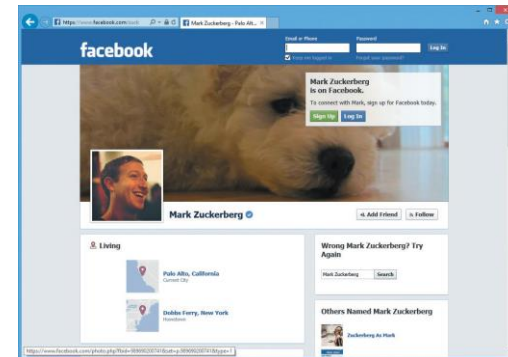 https://www.facebook.com/zuck
Mark Zuckerberg - Palo Alt...
facebook
Email or Phone
Password
Log In
Keep me logged in
Forgot your password?
Mark Zuckerberg
is on Facebook.
To connect with Mark, sign up for Facebook today.
Sign Up
Log In
Mark Zuckerberg
Add Friend
Follow
Living
Palo Alto, California
Current City
Dobbs Ferry, New York
Hometown
Wrong Mark Zuckerberg? Try
Again
Mark Zuckerberg
Search
Others Named Mark Zuckerberg
Zuckerberg As Mark